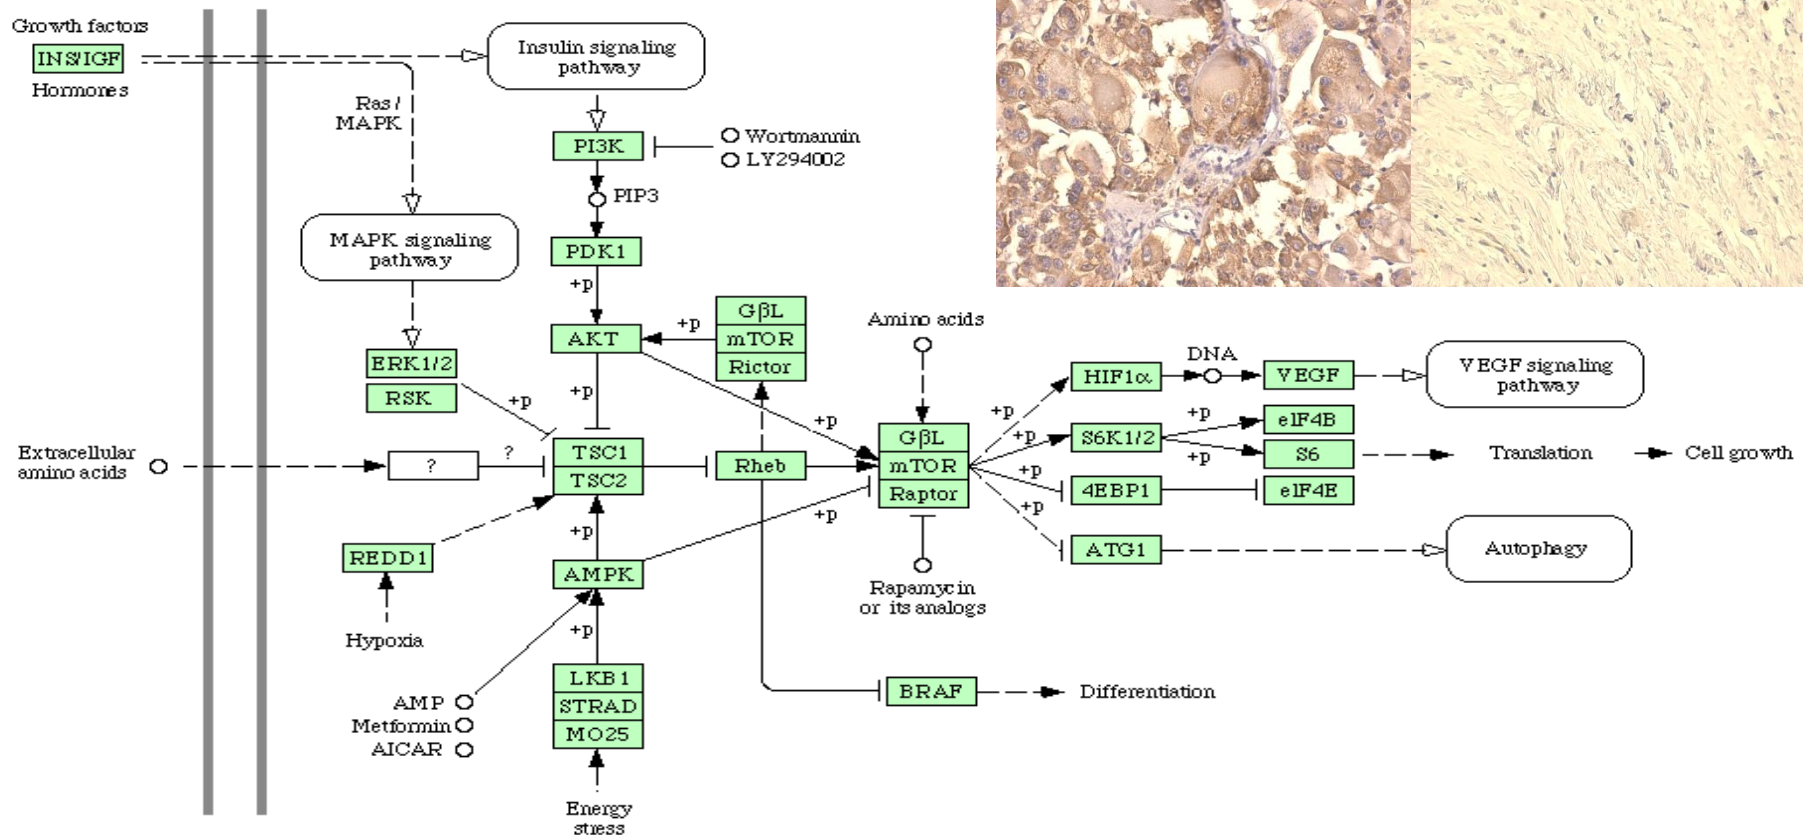 Growth factors
INS/IGF
Hormones
Insulin signaling
pathway
Ras/
MAPK
PI3K
Wortmannin
LY294002
PIP3
MAPK signaling
pathway
PDK1
+p
AKT
+p
GβL
mTOR
Rictor
ERK1/2
RSK
+p
+p
+p
Amino acids
Extracellular
amino acids
?
?
TSC1
TSC2
Rheb
GβL
mTOR
Raptor
+p
+p
+p
+p
+p
HIF1α
DNA
VEGF
VEGF signaling
pathway
S6K1/2
+p
+p
eIF4B
S6
Translation
Cell growth
4EBP1
eIF4E
ATG1
Autophagy
REDD1
Hypoxia
+p
AMPK
+p
Rapamycin
or its analogs
AMP
Metformin
AICAR
LKB1
STRAD
MO25
Energy
stress
BRAF
Differentiation